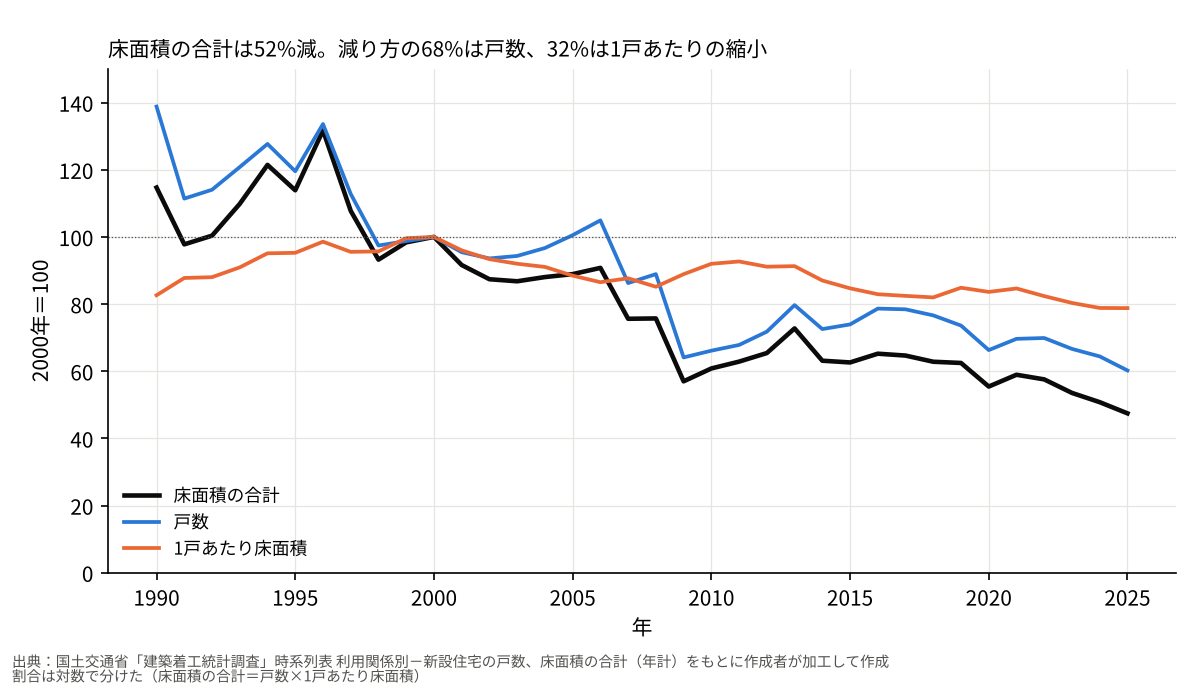 床面積の合計は52%減。減り方の68%は戸数、32%は1戸あたりの縮小
2000年＝100
140
120
100
80
60
40
20
0
床面積の合計
戸数
1戸あたり床面積
1990
1995
2000
2005
2010
2015
2020
2025
年
出典：国土交通省「建築着工統計調査」時系列表 利用関係別－新設住宅の戸数、床面積の合計（年計）をもとに作成者が加工して作成
割合は対数で分けた（床面積の合計＝戸数×1戸あたり床面積）